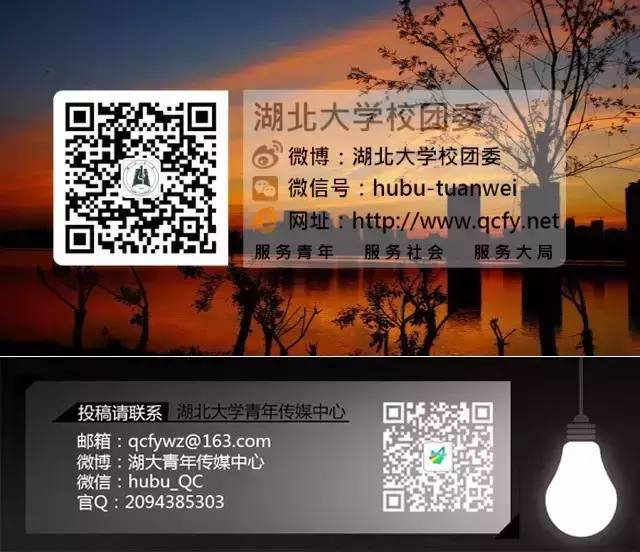 湖北大学校团委
微博：湖北大学校团委
微信号：hubu-tuanwei
网址：http://www.qcfy.net
服务青年 服务社会 服务大局
投稿请联系 湖北大学青年传媒中心
邮箱：qcfywz@163.com
微博：湖大青年传媒中心
微信：hubu_QC
官Q：2094385303